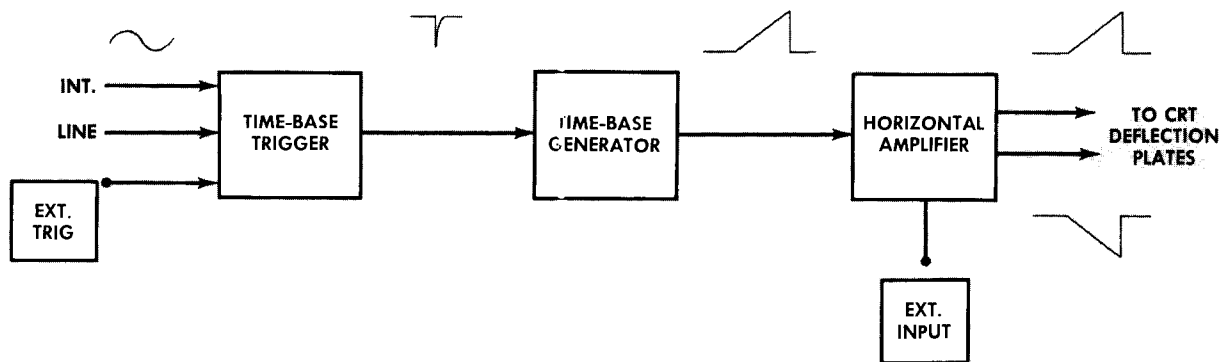 INT.
LINE
EXT.
TRIG
TIME-BASE
TRIGGER
TIME-BASE
GENERATOR
HORIZONTAL
AMPLIFIER
TO CRT
DEFLECTION
PLATES
EXT.
INPUT